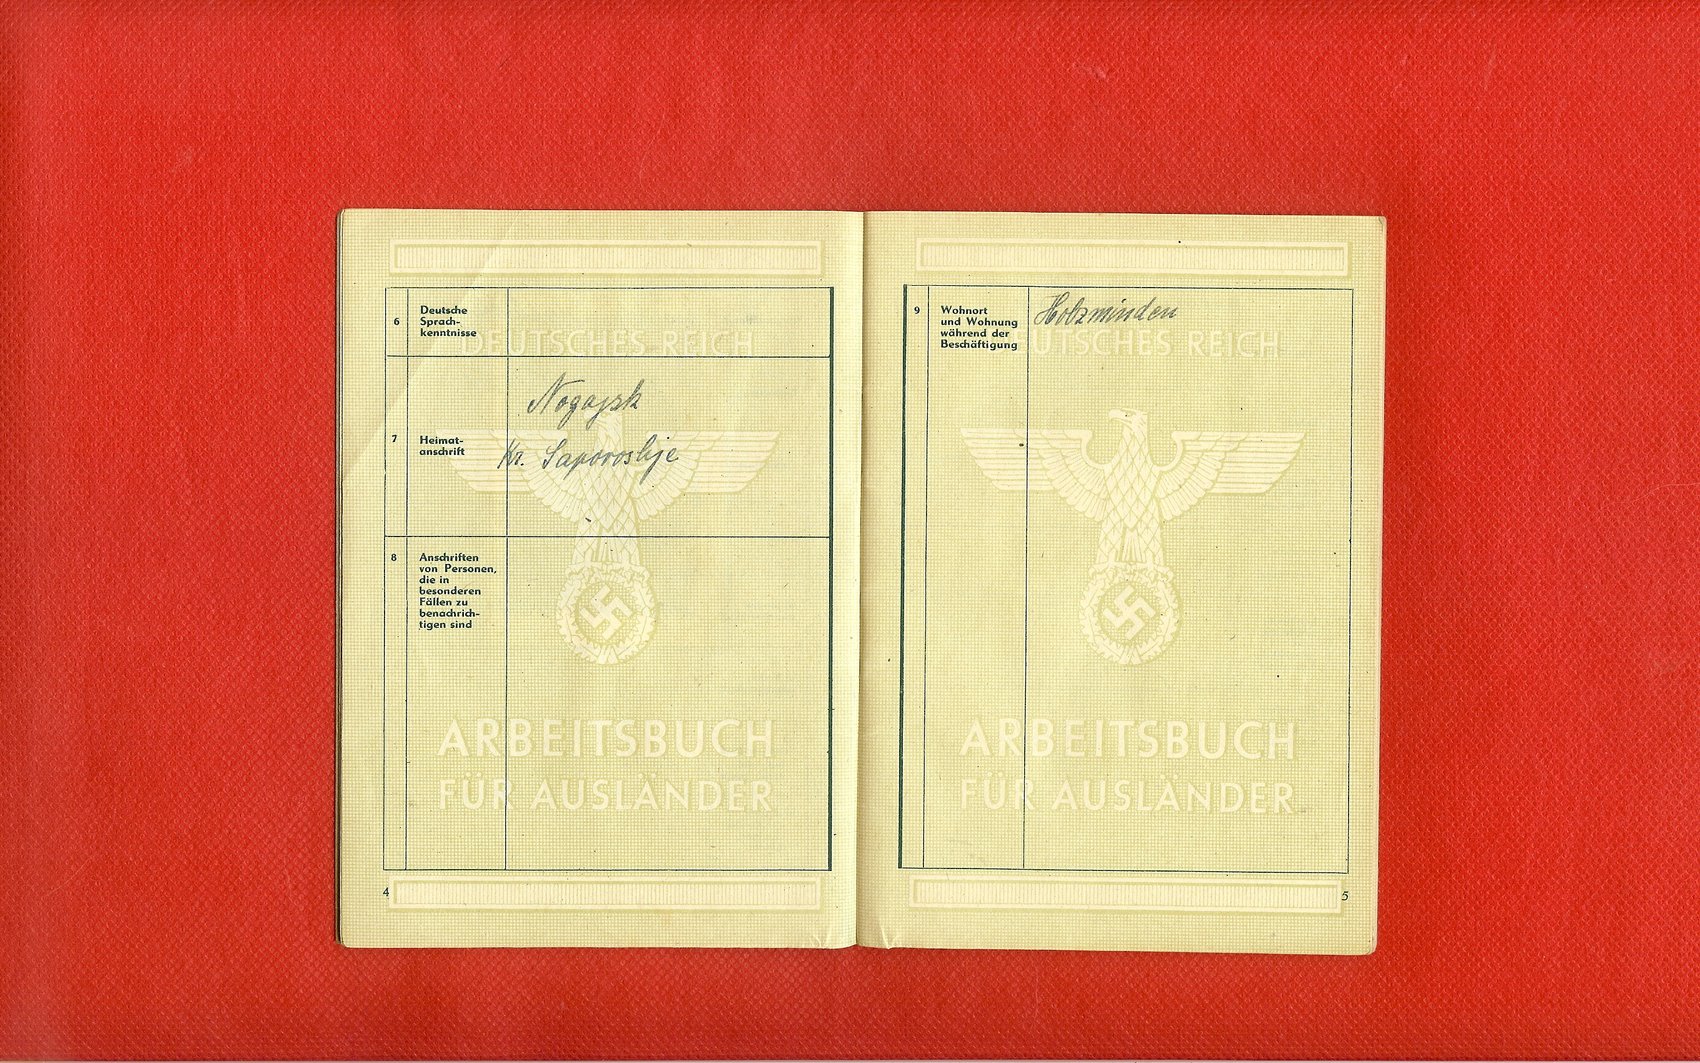 6
Deutsche
Sprach-
kenntnisse
DEUTSCHES REICH
7
Heimat-
anschrift
Nogajsk
Kr. Saporoshje
8
Anschriften
von Personen,
die in
besonderen
Fällen zu
benachrich-
tigen sind
ARBEITSBUCH
FÜR AUSLÄNDER
4
9
Wohnort
und Wohnung
während der
Beschäftigung
Holzminden
DEUTSCHES REICH
ARBEITSBUCH
FÜR AUSLÄNDER
5